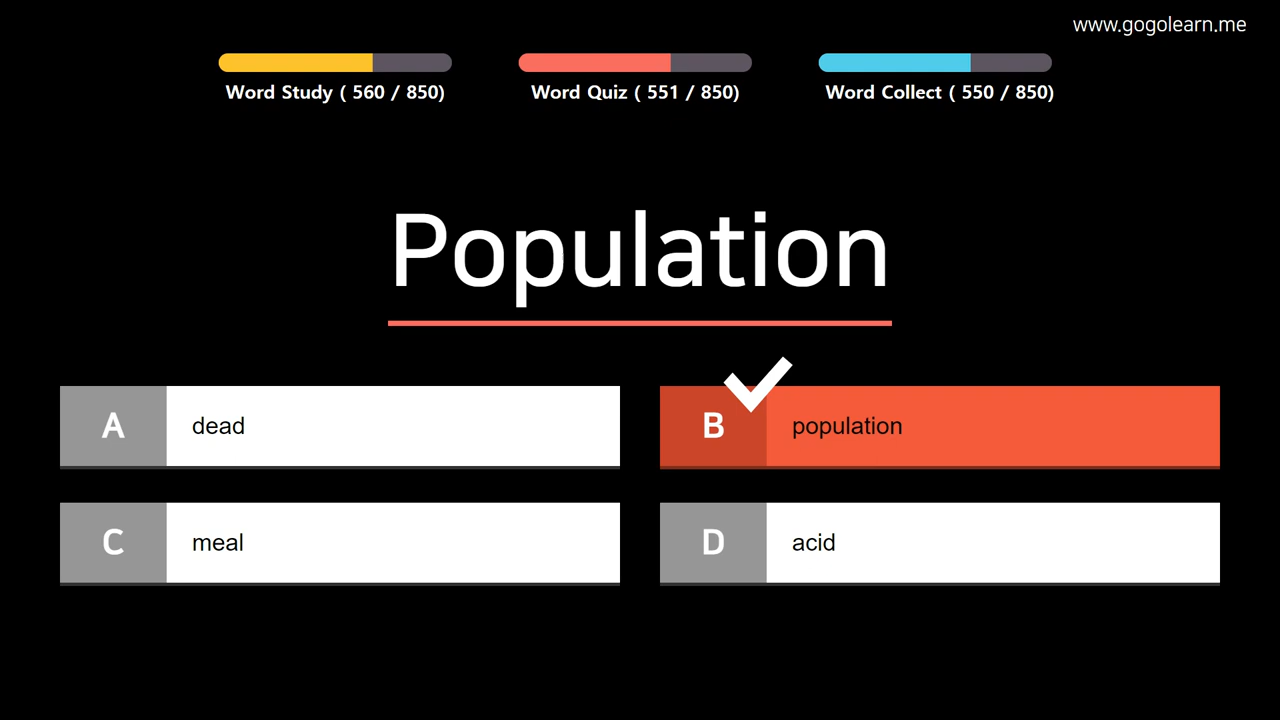 www.gogolearn.me
Word Study ( 560 / 850)
Word Quiz ( 551 / 850)
Word Collect ( 550 / 850)
Population
A dead
B population
C meal
D acid